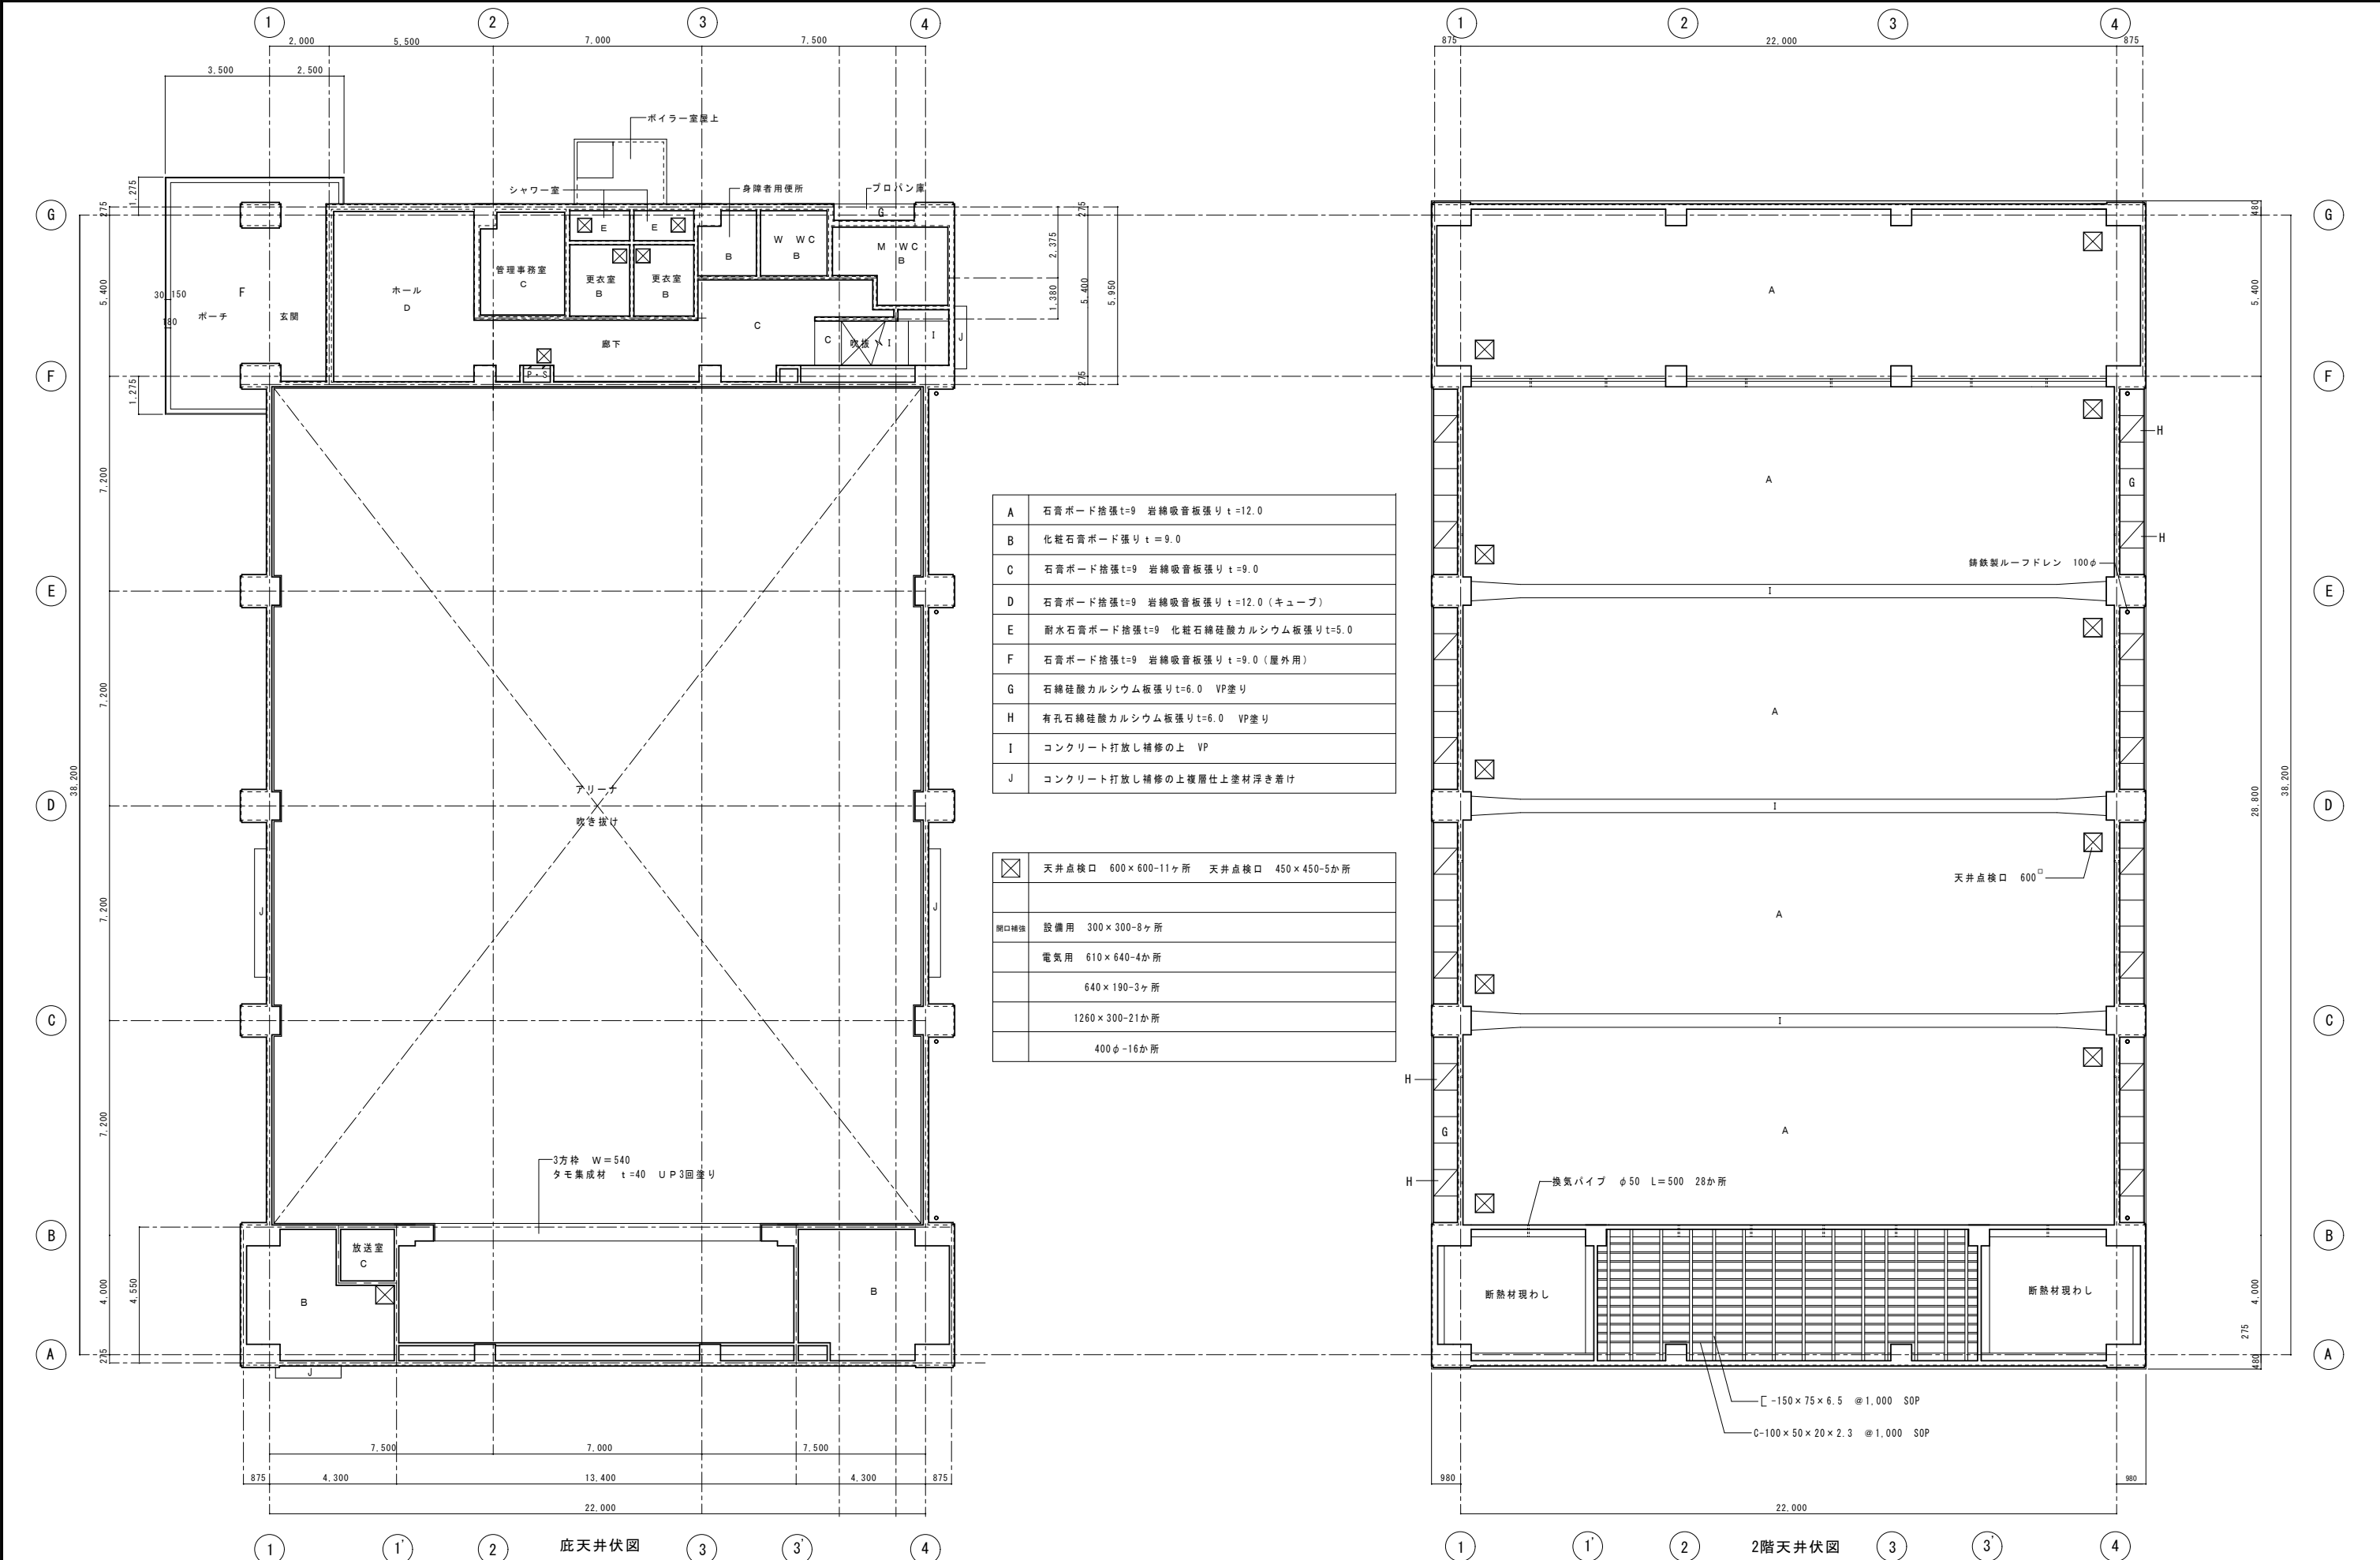 1 2 3 4
2,000 5,500 7,000 7,500
3,500 2,500
ボイラー室屋上
シャワー室 身障者用便所 プロパン庫
1,275
275
G
G
E E
W WC
B
M WC
B
B
管理事務室
C
更衣室
B
更衣室
B
ホール
D
F
ポーチ 玄関
30 150
180
5,400
C
廊下
C 吹抜 I
I
J
P・S
F
275
2,375
1,380
5,400
5,950
275
1,275
7,200
E
7,200
38,200
D
アリーナ
吹き抜け
7,200
J J
C
7,200
3方枠 W=540
タモ集成材 t=40 UP3回塗り
B
放送室
C
B B
4,000
4,550
275
A
J
7,500 7,000 7,500
875 4,300 13,400 4,300 875
22,000
1 1' 2 3 3' 4
庇天井伏図
A 石膏ボード捨張t=9 岩綿吸音板張りt=12.0
B 化粧石膏ボード張りt=9.0
C 石膏ボード捨張t=9 岩綿吸音板張りt=9.0
D 石膏ボード捨張t=9 岩綿吸音板張りt=12.0(キューブ)
E 耐水石膏ボード捨張t=9 化粧石綿硅酸カルシウム板張りt=5.0
F 石膏ボード捨張t=9 岩綿吸音板張りt=9.0(屋外用)
G 石綿硅酸カルシウム板張りt=6.0 VP塗り
H 有孔石綿硅酸カルシウム板張りt=6.0 VP塗り
I コンクリート打放し補修の上 VP
J コンクリート打放し補修の上複層仕上塗材浮き着け
天井点検口 600×600-11ヶ所 天井点検口 450×450-5か所
開口補強 設備用 300×300-8ヶ所
電気用 610×640-4か所
640×190-3ヶ所
1260×300-21か所
400φ-16か所
1 2 3 4
875 22,000 875
480
G
A
5,400
F
A
H
G
H
鋳鉄製ルーフドレン 100φ
I
E
A
38,200
28,800
I
D
天井点検口 600□
A
I
C
H
A
G
H
換気パイプ φ50 L=500 28か所
B
断熱材現わし 断熱材現わし
4,000
275
480
A
[-150×75×6.5 @1,000 SOP
C-100×50×20×2.3 @1,000 SOP
980 980
22,000
1 1' 2 3 3' 4
2階天井伏図